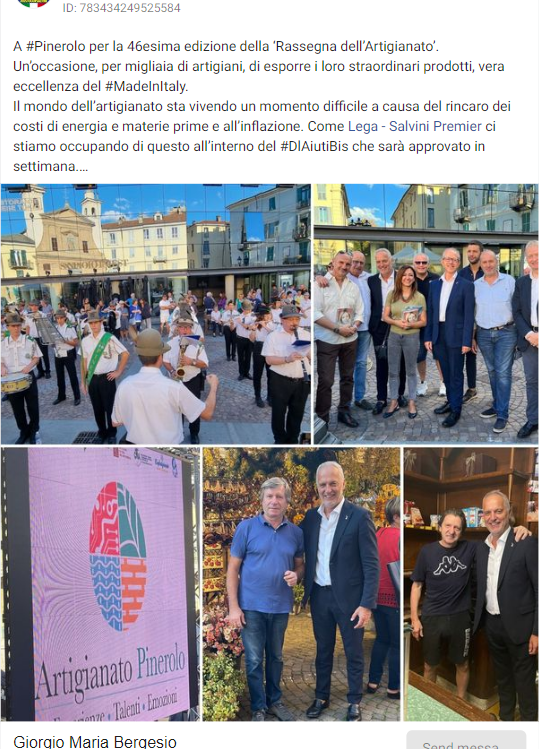 ID: 783434249525584
A #Pinerolo per la 46esima edizione della ‘Rassegna dell’Artigianato’.
Un’occasione, per migliaia di artigiani, di esporre i loro straordinari prodotti, vera
eccellenza del #MadeInItaly.
Il mondo dell’artigianato sta vivendo un momento difficile a causa del rincaro dei
costi di energia e materie prime e all’inflazione. Come Lega - Salvini Premier ci
stiamo occupando di questo all’interno del #DlAiutiBis che sarà approvato in
settimana....
Artigianato Pinerolo
Talenti • Emozioni
Giorgio Maria Bergesio
Send messa